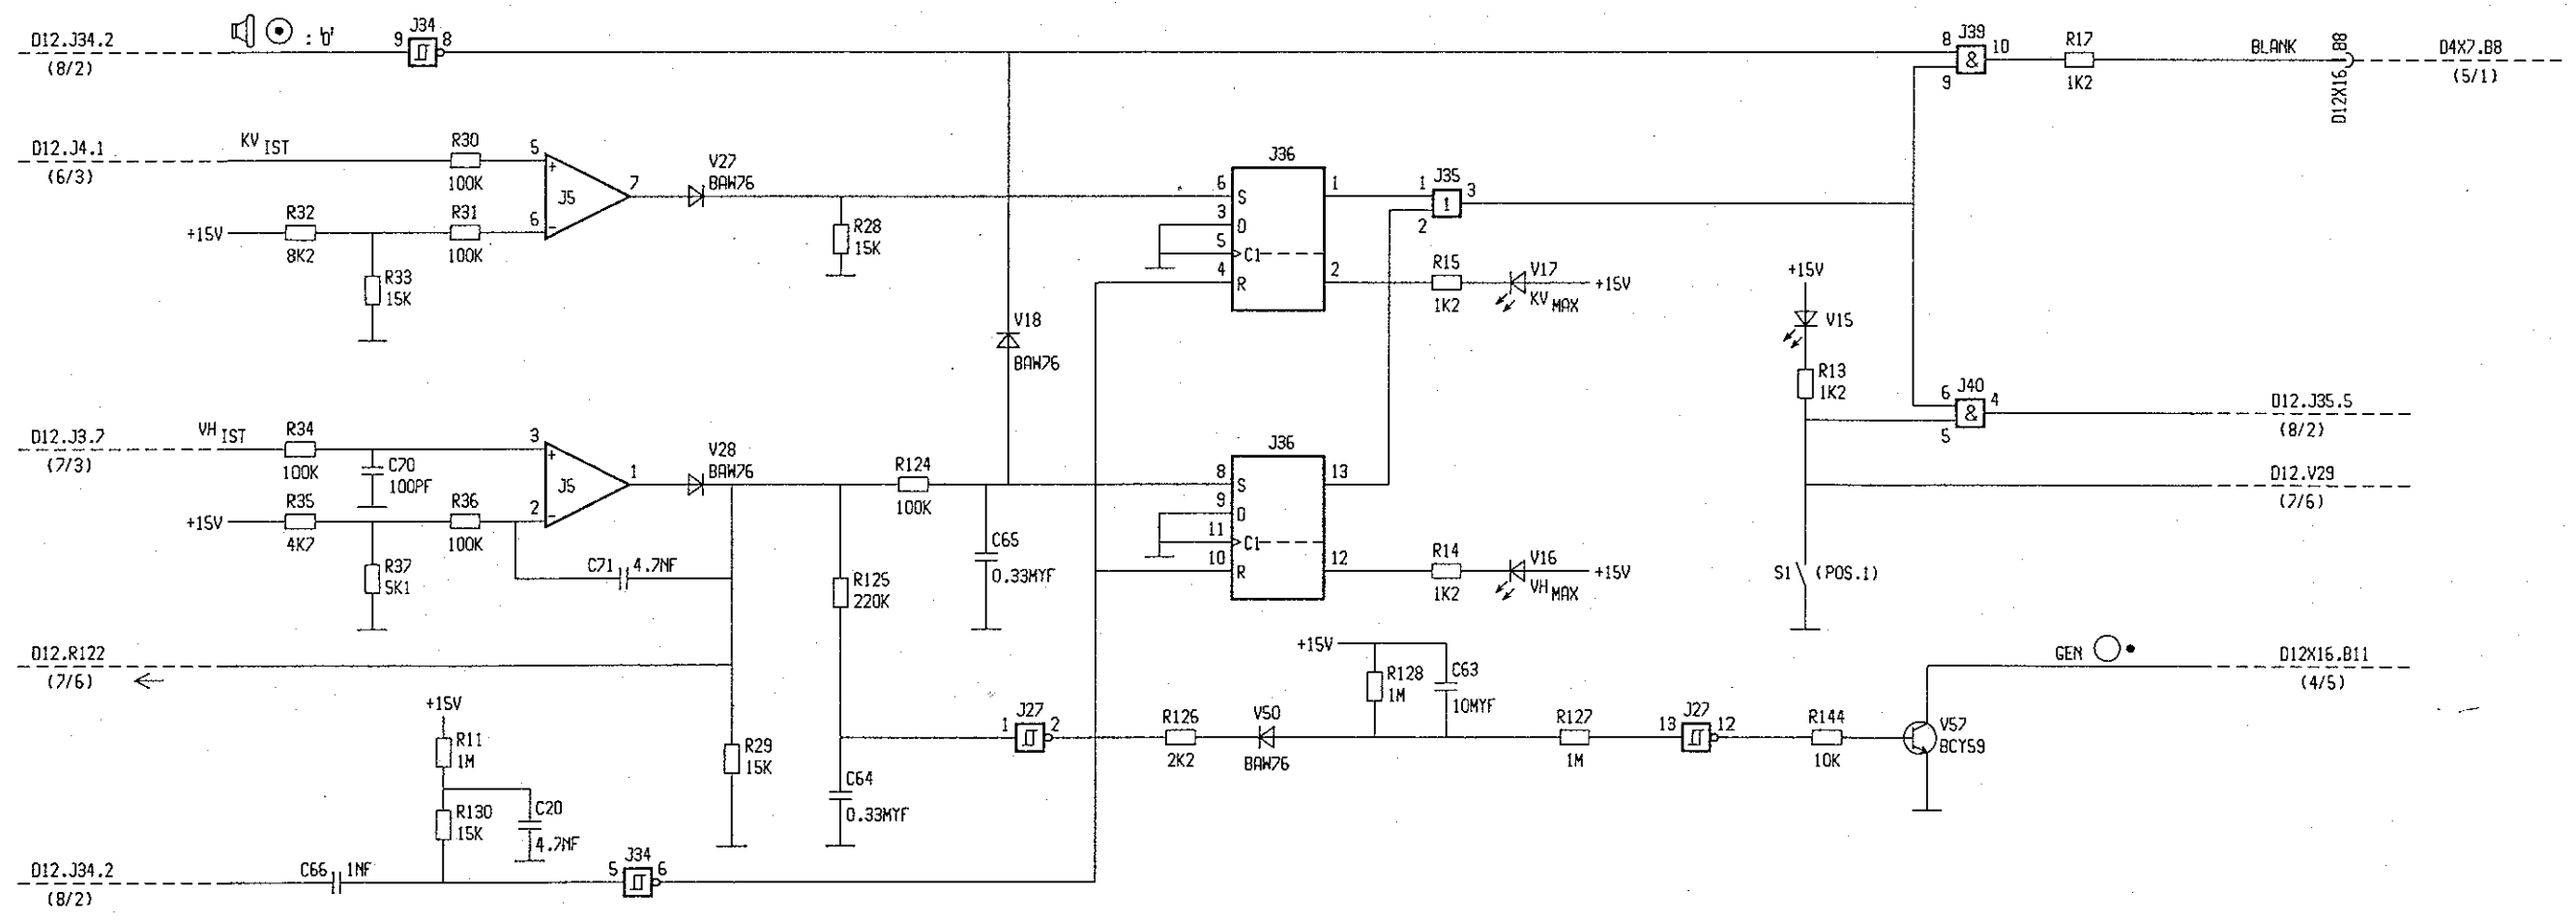 D12.J34.2
(8/2)
: b'
9 J34 8
8 J39 10
9 &
R17
1K2
BLANK
D12X16.B8
D4X7.B8
(5/1)
D12.J4.1
(6/3)
KV IST
R30
100K
5
+
J5
7
6
-
V27
BAW76
+15V
R32
8K2
R31
100K
R33
15K
R28
15K
J36
6 S 1
3 D
5 C1
4 R 2
1 J35 3
2 1
R15
1K2
V17
KV MAX
+15V
+15V
V15
R13
1K2
V18
BAW76
6 J40 4
5 &
D12.J35.5
(8/2)
D12.J3.7
(7/3)
VH IST
R34
100K
C70
100PF
3
+
J5
1
2
-
V28
BAW76
+15V
R35
4K7
R36
100K
R37
5K1
C71 4.7NF
R124
100K
C65
0.33MYF
R125
220K
J36
8 S 13
9 D
11 C1
10 R 12
R14
1K2
V16
VH MAX
+15V
D12.V29
(7/6)
S1 (POS.1)
D12.R122
(7/6)
+15V
R128
1M
C63
10MYF
GEN
D12X16.B11
(4/5)
+15V
R11
1M
R130
15K
C20
4.7NF
R29
15K
C64
0.33MYF
1 J27 2
R126
2K2
V50
BAW76
R127
1M
13 J27 12
R144
10K
V57
BCY59
D12.J34.2
(8/2)
C66 1NF
5 J34 6